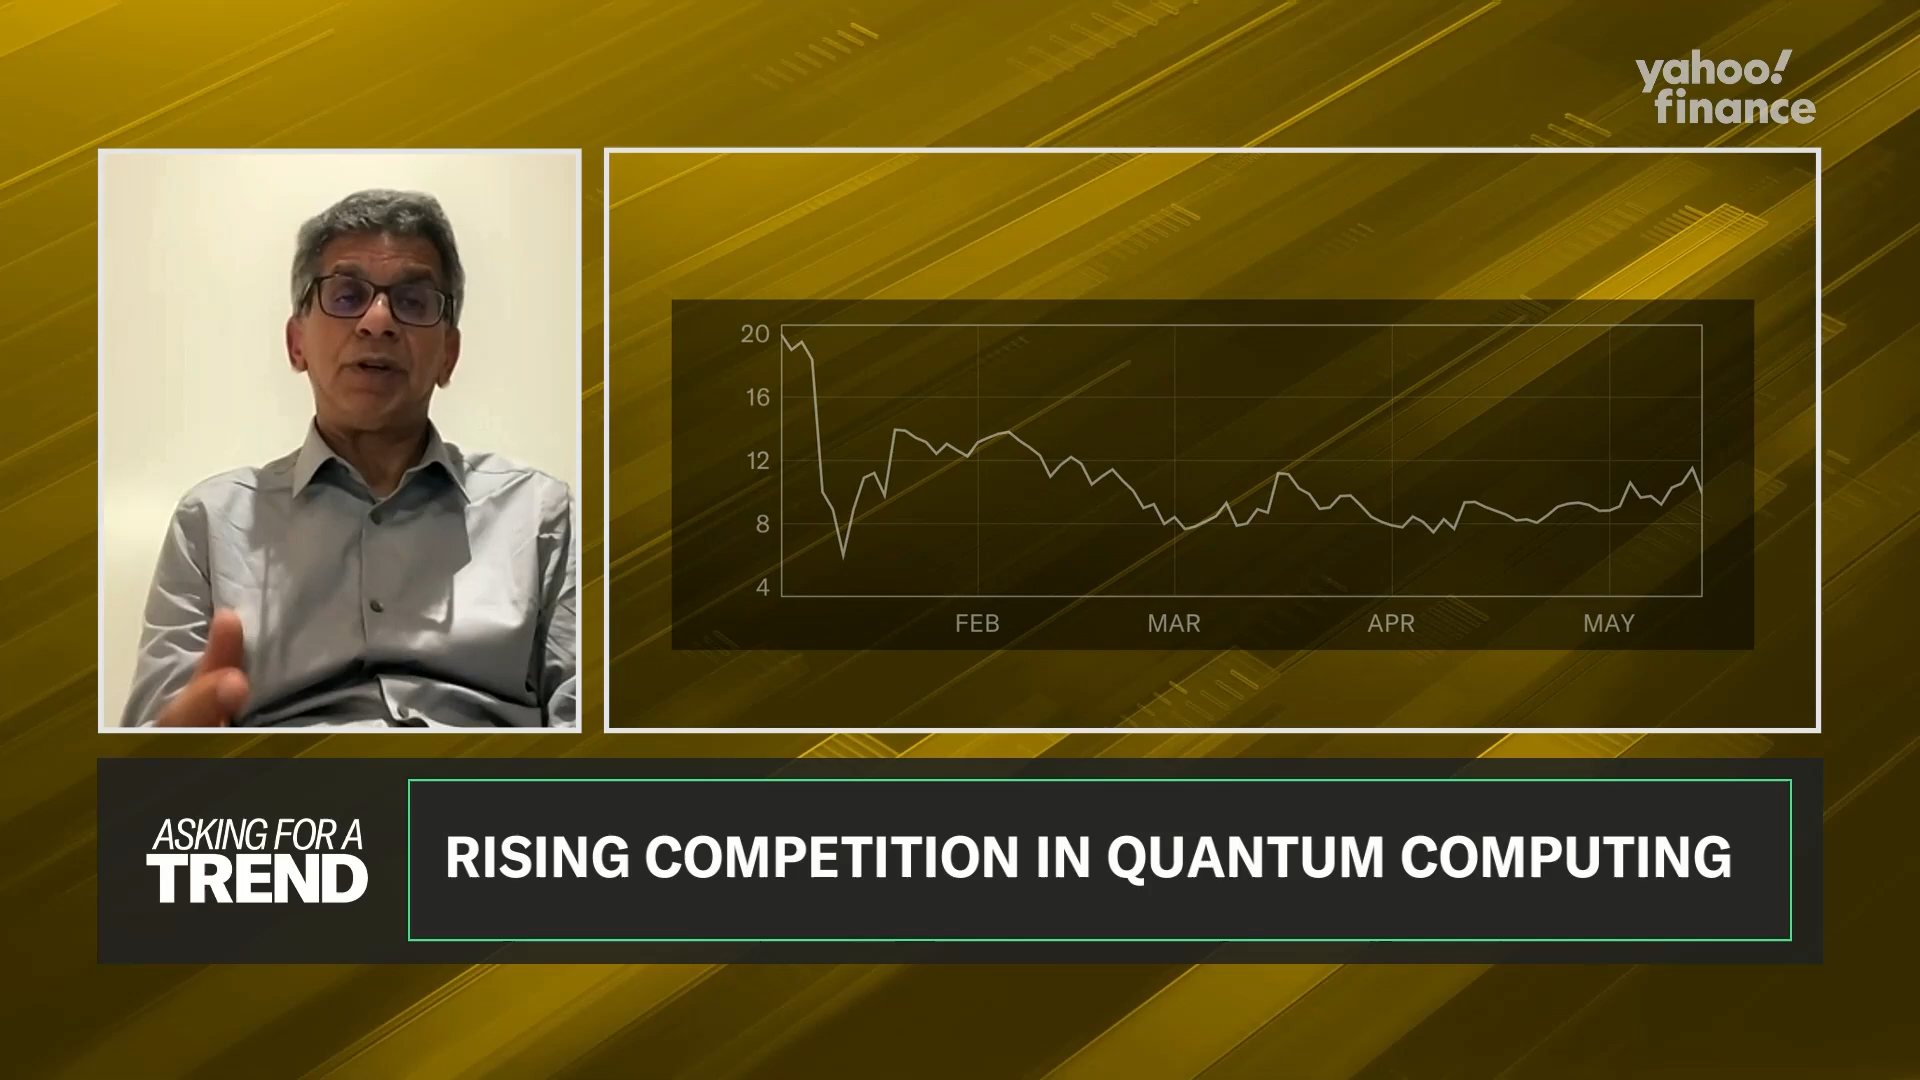 yahoo!
finance
20
16
12
8
4
FEB MAR APR MAY
ASKING FOR A
TREND
RISING COMPETITION IN QUANTUM COMPUTING